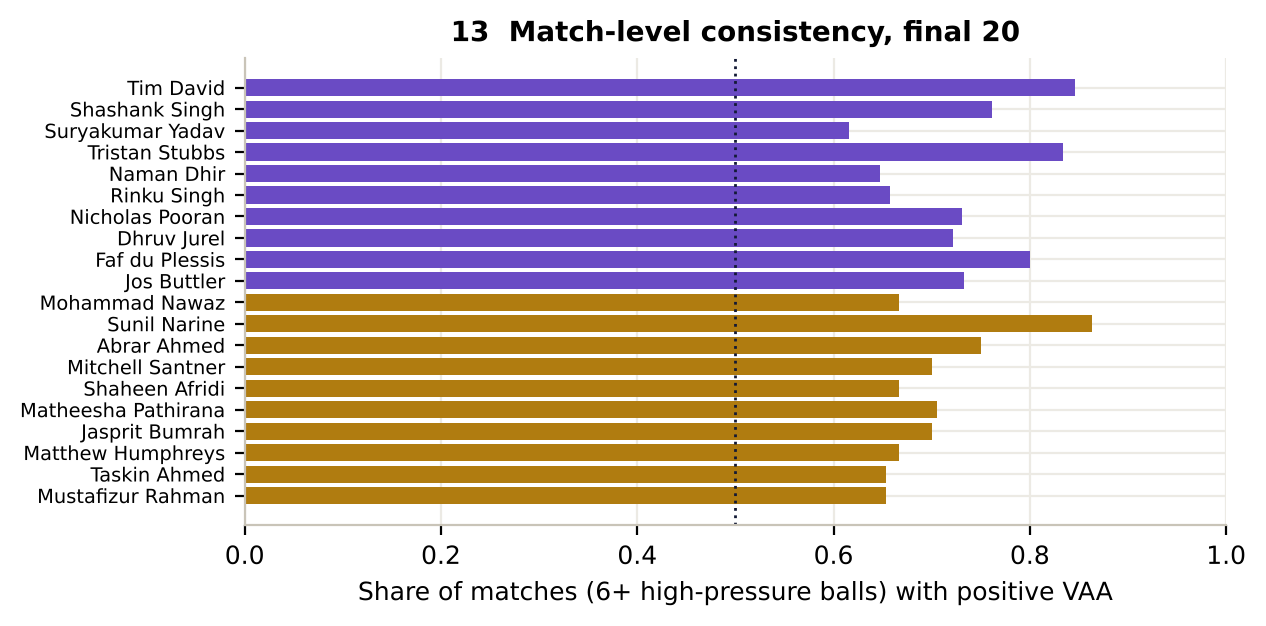 13  Match-level consistency, final 20
Tim David
Shashank Singh
Suryakumar Yadav
Tristan Stubbs
Naman Dhir
Rinku Singh
Nicholas Pooran
Dhruv Jurel
Faf du Plessis
Jos Buttler
Mohammad Nawaz
Sunil Narine
Abrar Ahmed
Mitchell Santner
Shaheen Afridi
Matheesha Pathirana
Jasprit Bumrah
Matthew Humphreys
Taskin Ahmed
Mustafizur Rahman
0.0 0.2 0.4 0.6 0.8 1.0
Share of matches (6+ high-pressure balls) with positive VAA